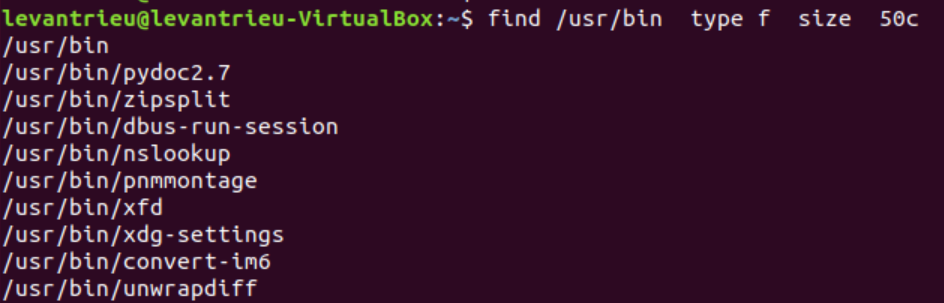 levantrieu@levantrieu-VirtualBox:~$ find /usr/bin  type f  size  50c
/usr/bin
/usr/bin/pydoc2.7
/usr/bin/zipsplit
/usr/bin/dbus-run-session
/usr/bin/nslookup
/usr/bin/pnmmontage
/usr/bin/xfd
/usr/bin/xdg-settings
/usr/bin/convert-im6
/usr/bin/unwrapdiff